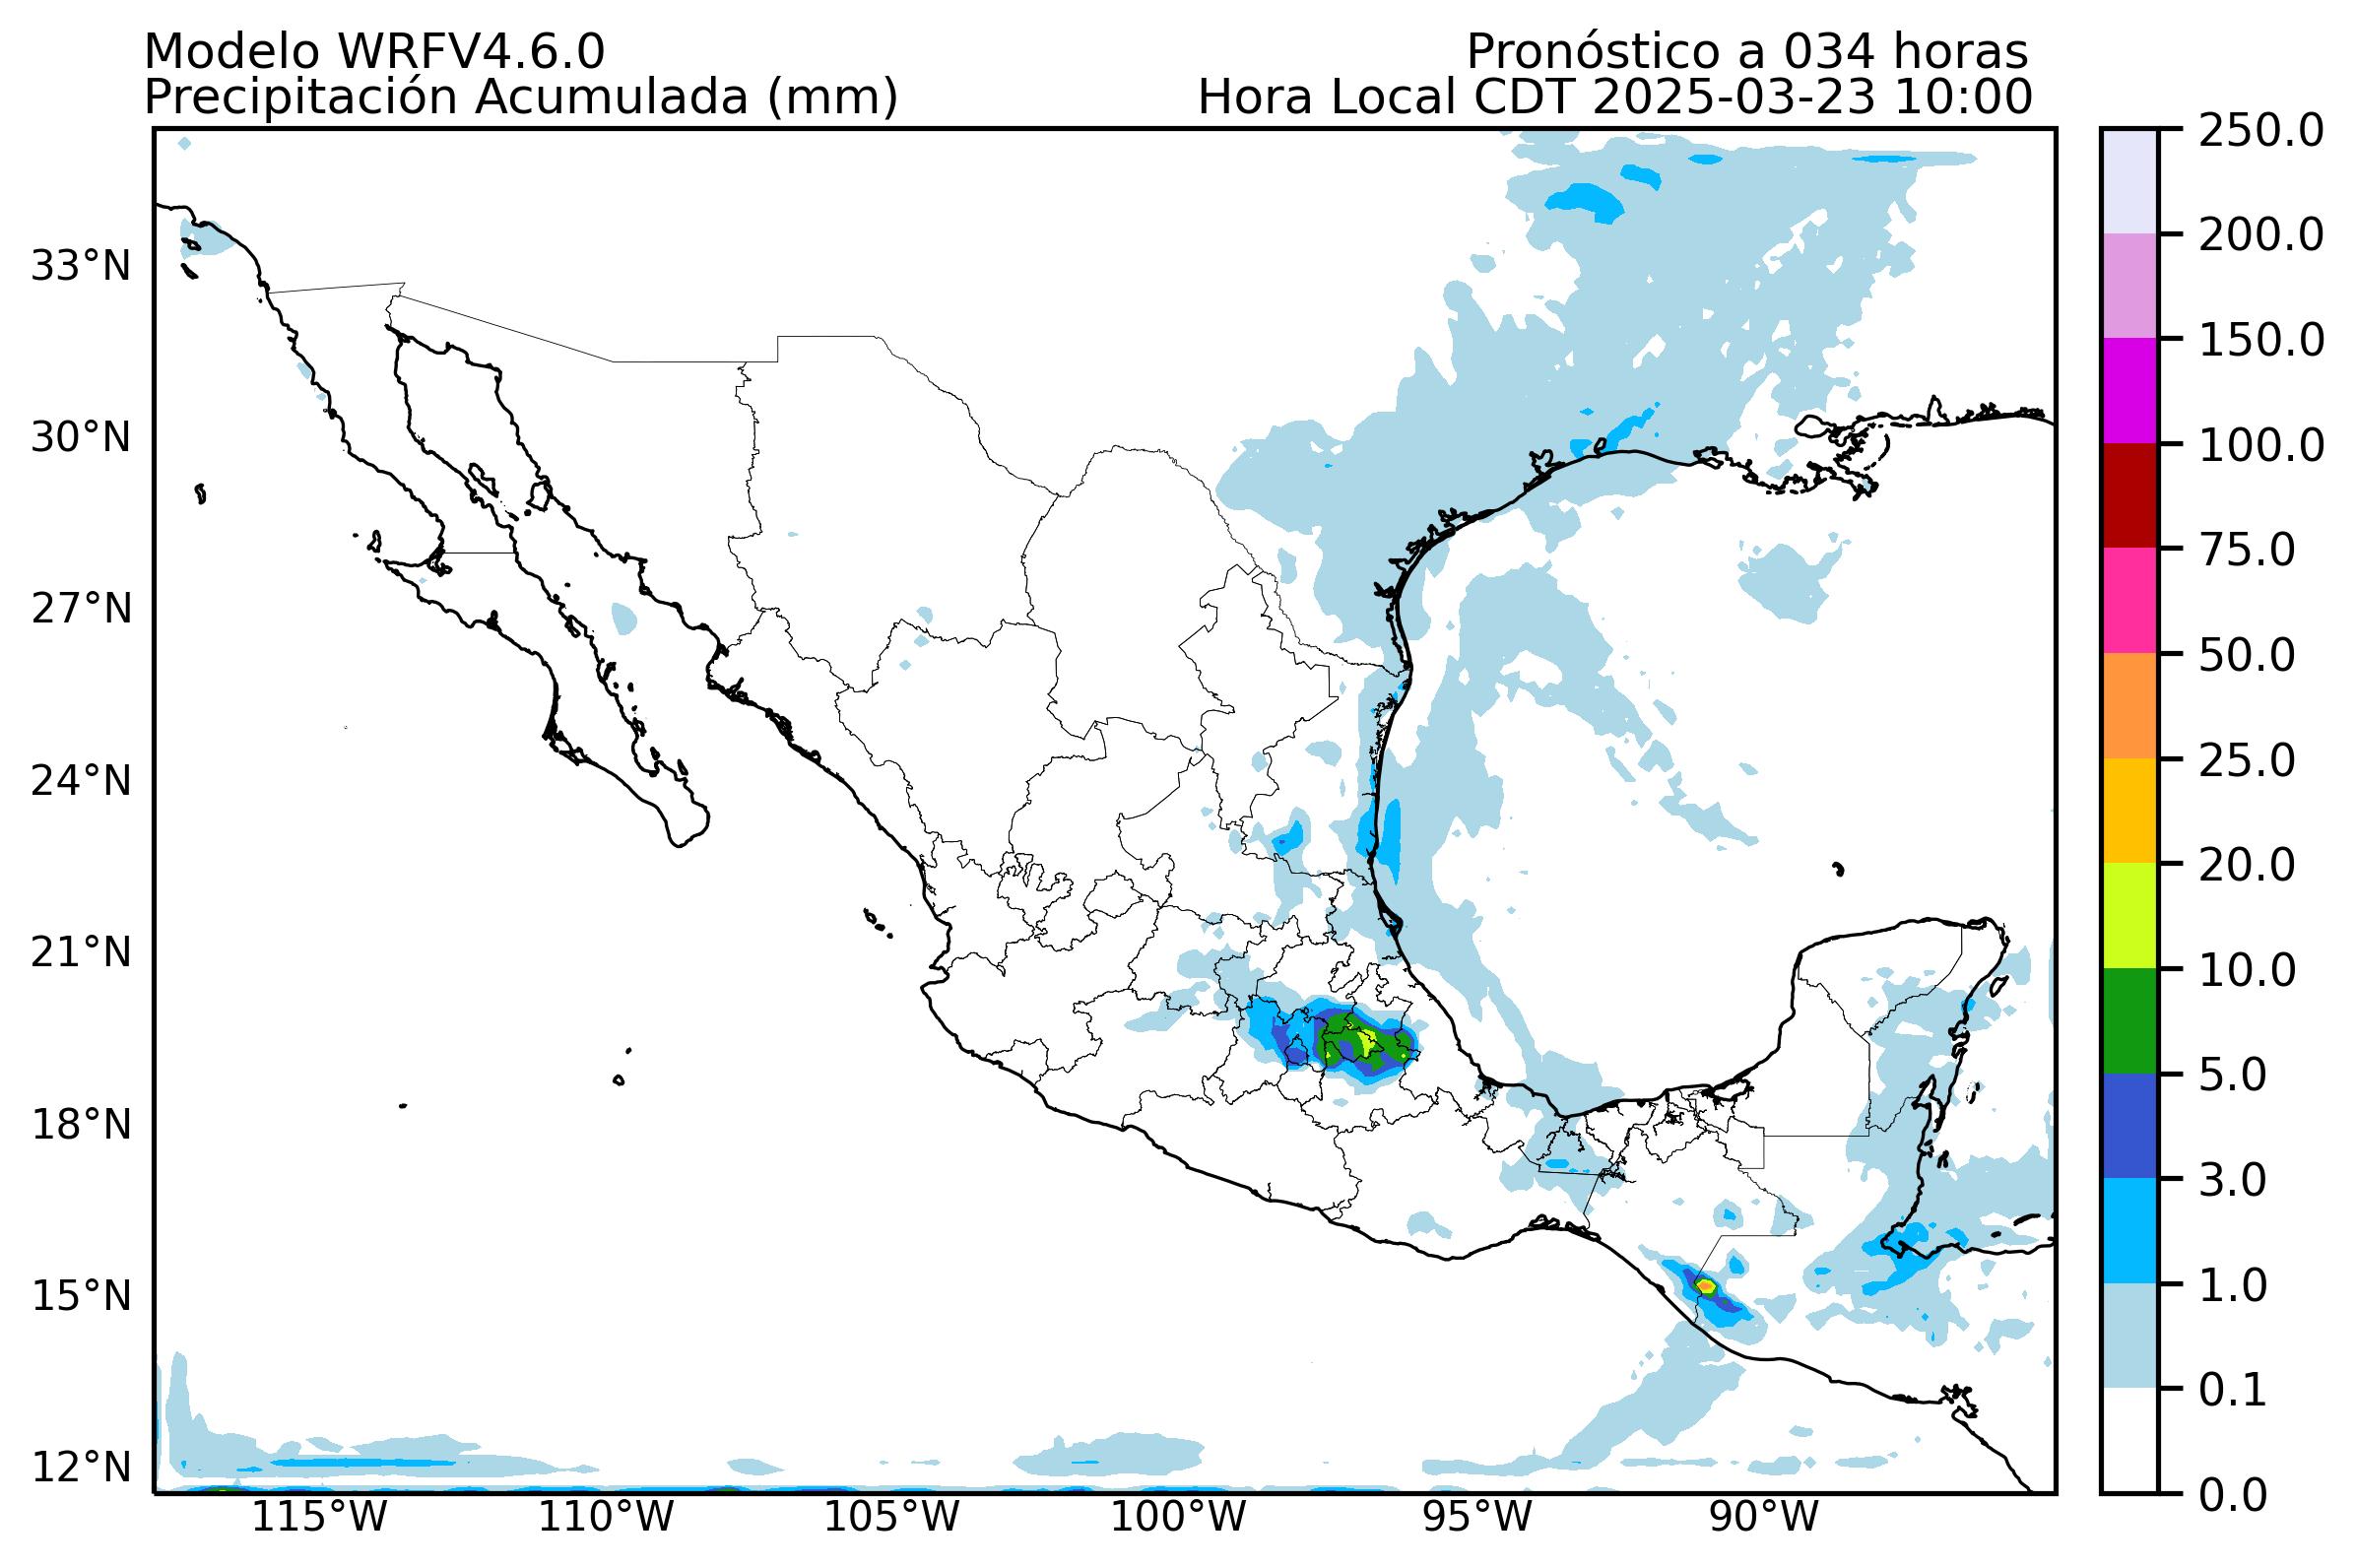 Modelo WRFV4.6.0
Pronóstico a 034 horas
Precipitación Acumulada (mm)
Hora Local CDT 2025-03-23 10:00
33°N
30°N
27°N
24°N
21°N
18°N
15°N
12°N
115°W
110°W
105°W
100°W
95°W
90°W
250.0
200.0
150.0
100.0
75.0
50.0
25.0
20.0
10.0
5.0
3.0
1.0
0.1
0.0